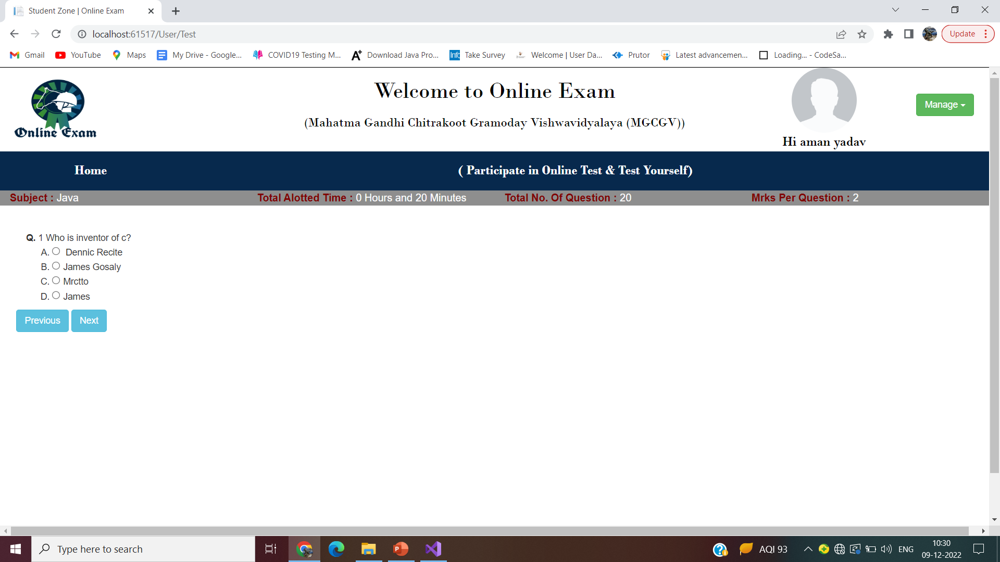 Student Zone | Online Exam
localhost:61517/User/Test
Update
Gmail
YouTube
Maps
My Drive - Google...
COVID19 Testing M...
Download Java Pro...
Take Survey
Welcome | User Da...
Prutor
Latest advancemen...
Loading... - CodeSa...
Online Exam
Welcome to Online Exam
(Mahatma Gandhi Chitrakoot Gramoday Vishwavidyalaya (MGCGV))
Hi aman yadav
Manage
Home
( Participate in Online Test & Test Yourself)
Subject : Java
Total Alotted Time : 0 Hours and 20 Minutes
Total No. Of Question : 20
Mrks Per Question : 2
Q. 1 Who is inventor of c?
A. Dennic Recite
B. James Gosaly
C. Mrctto
D. James
Previous
Next
Type here to search
AQI 93
ENG
10:30
09-12-2022